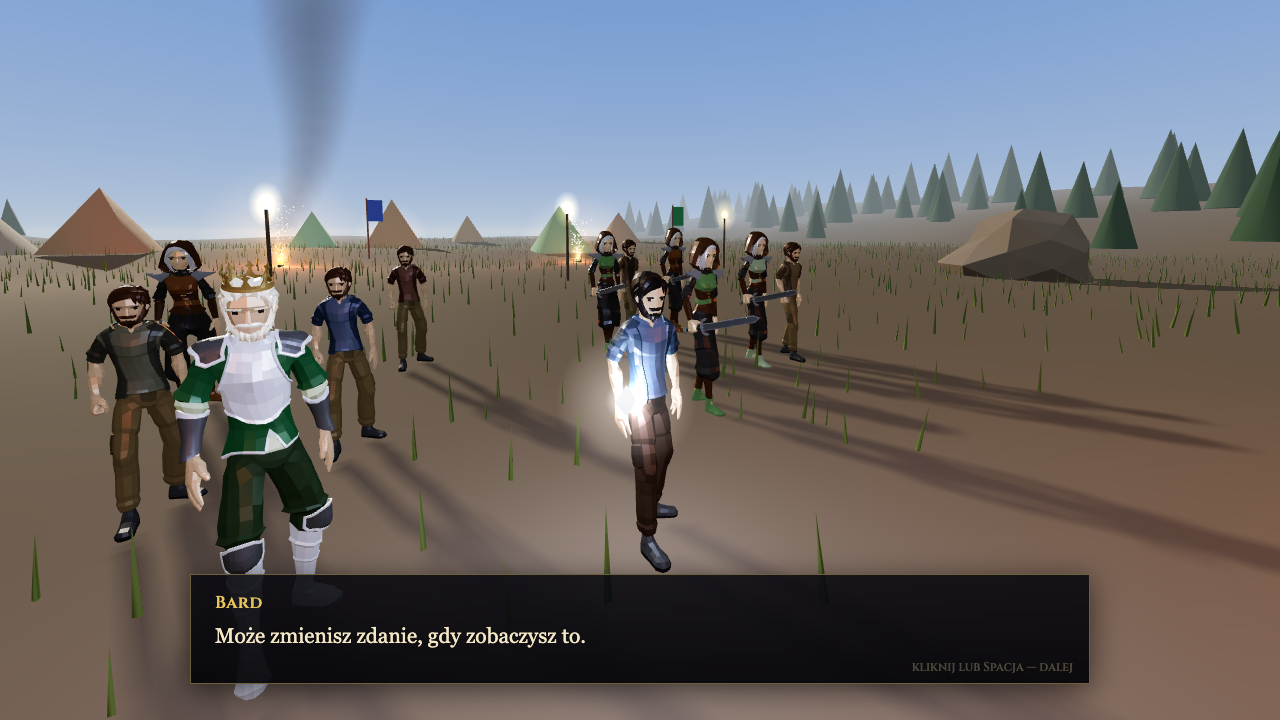 Bard
Może zmienisz zdanie, gdy zobaczysz to.
kliknij lub Spacja — dalej